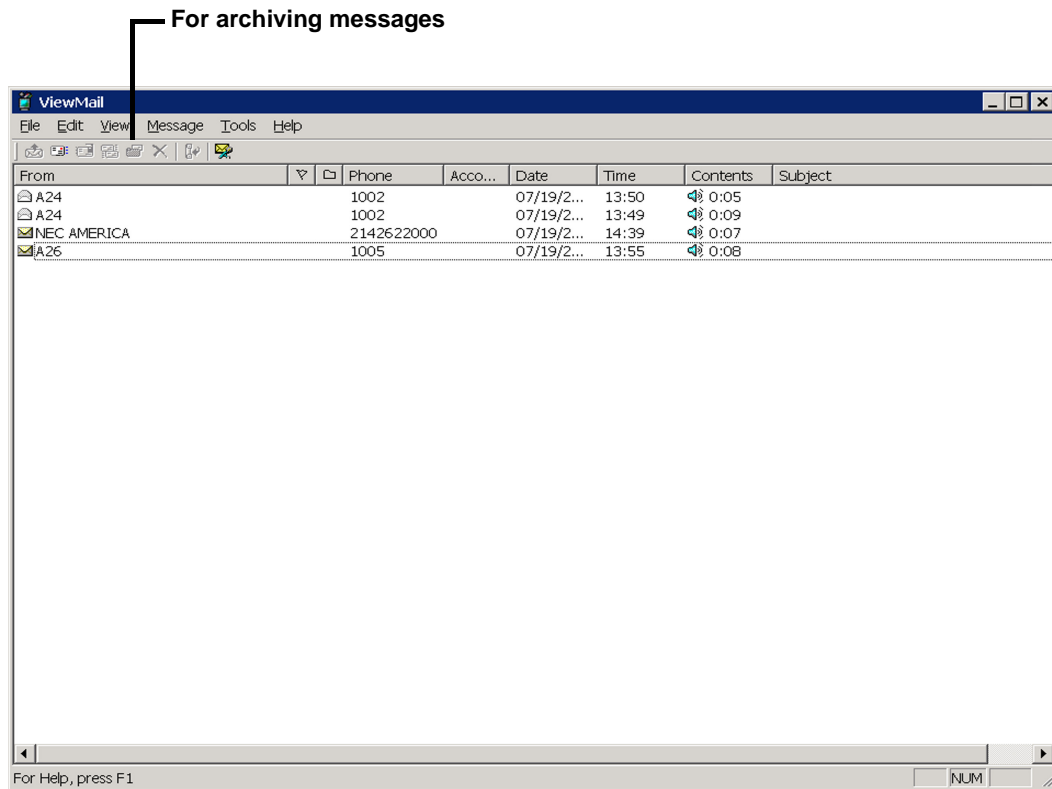 For archiving messages
ViewMail
File Edit View Message Tools Help
From Phone Acco... Date Time Contents Subject
A24 1002 07/19/2... 13:50 0:05
A24 1002 07/19/2... 13:49 0:09
NEC AMERICA 2142622000 07/19/2... 14:39 0:07
A26 1005 07/19/2... 13:55 0:08
For Help, press F1 NUM